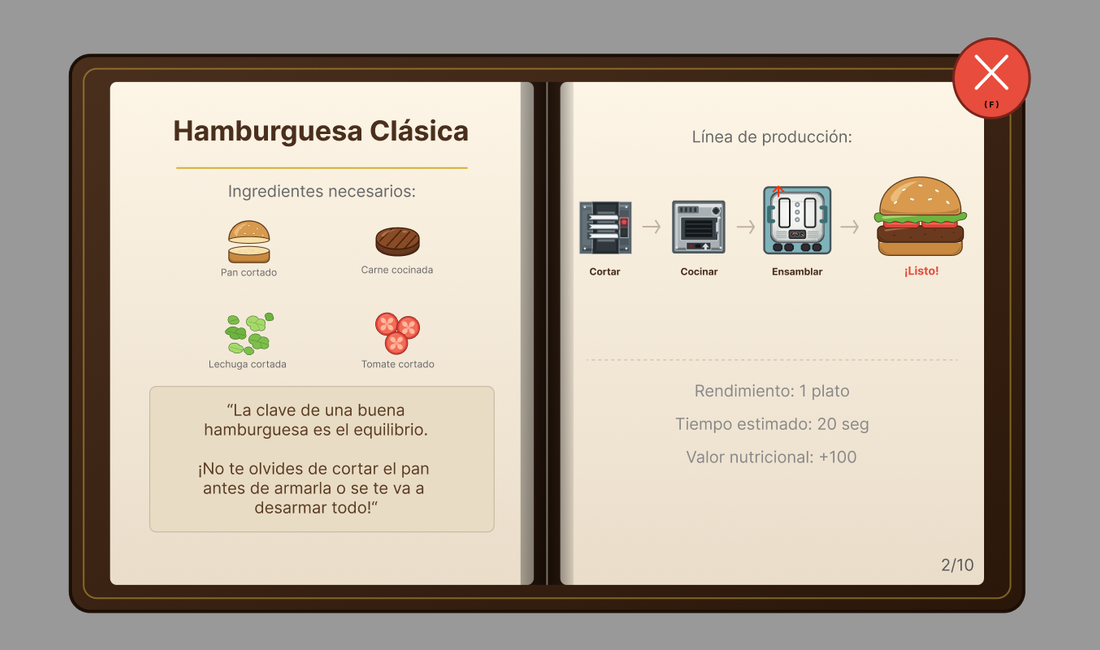 Hamburguesa Clásica
Ingredientes necesarios:
Pan cortado
Carne cocinada
Lechuga cortada
Tomate cortado
“La clave de una buena
hamburguesa es el equilibrio.
¡No te olvides de cortar el pan
antes de armarla o se te va a
desarmar todo!“
(F)
Línea de producción:
Cortar
Cocinar
Ensamblar
¡Listo!
Rendimiento: 1 plato
Tiempo estimado: 20 seg
Valor nutricional: +100
2/10